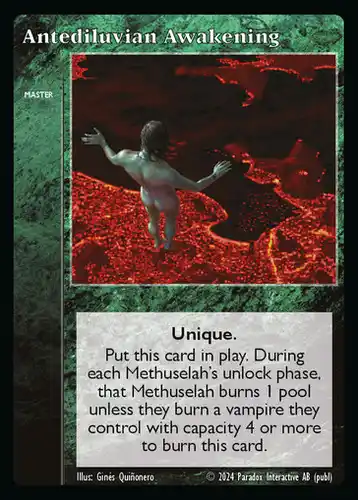 Antediluvian Awakening
MASTER
Unique.
Put this card in play. During
each Methuselah's unlock phase,
that Methuselah burns 1 pool
unless they burn a vampire they
control with capacity 4 or more
to burn this card.
Illus: Ginés Quiñonero © 2024 Paradox Interactive AB (publ)